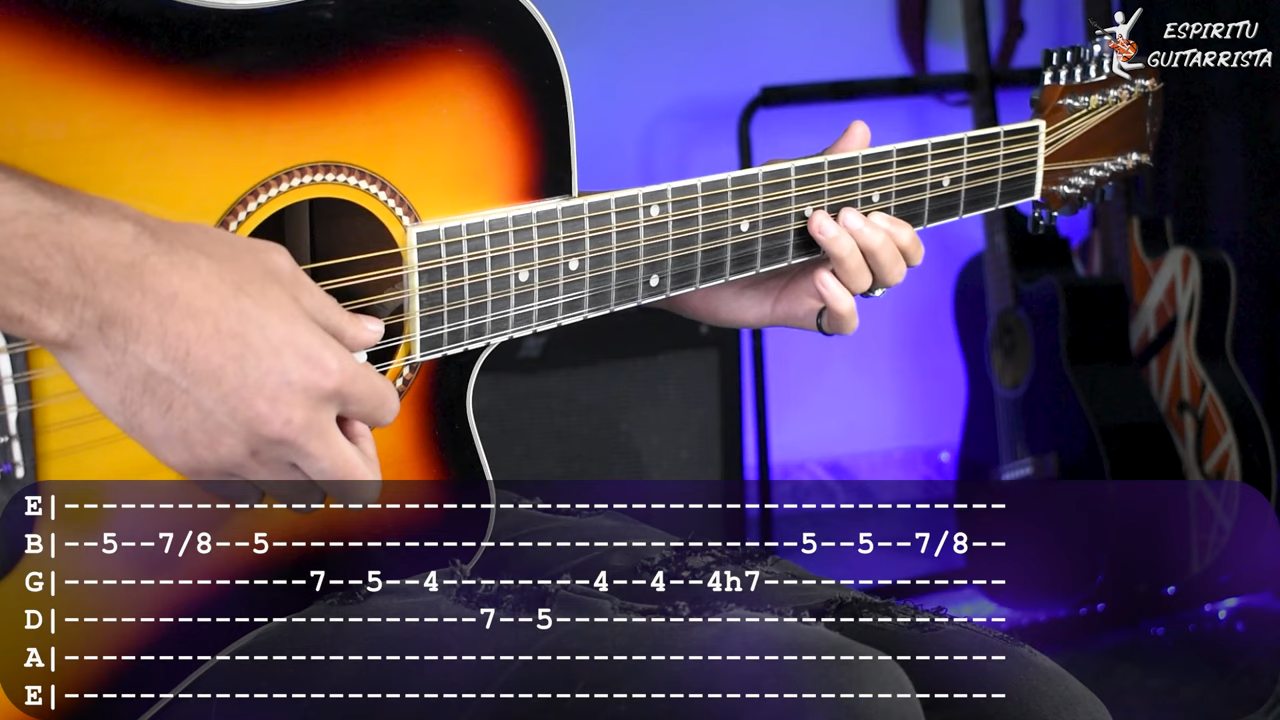 ESPIRITU
GUITARRISTA
E|--------------------------------------------------
B|--5--7/8--5----------------------------5--5--7/8--
G|-------------7--5--4--------4--4--4h7-------------
D|----------------------7--5------------------------
A|--------------------------------------------------
E|--------------------------------------------------